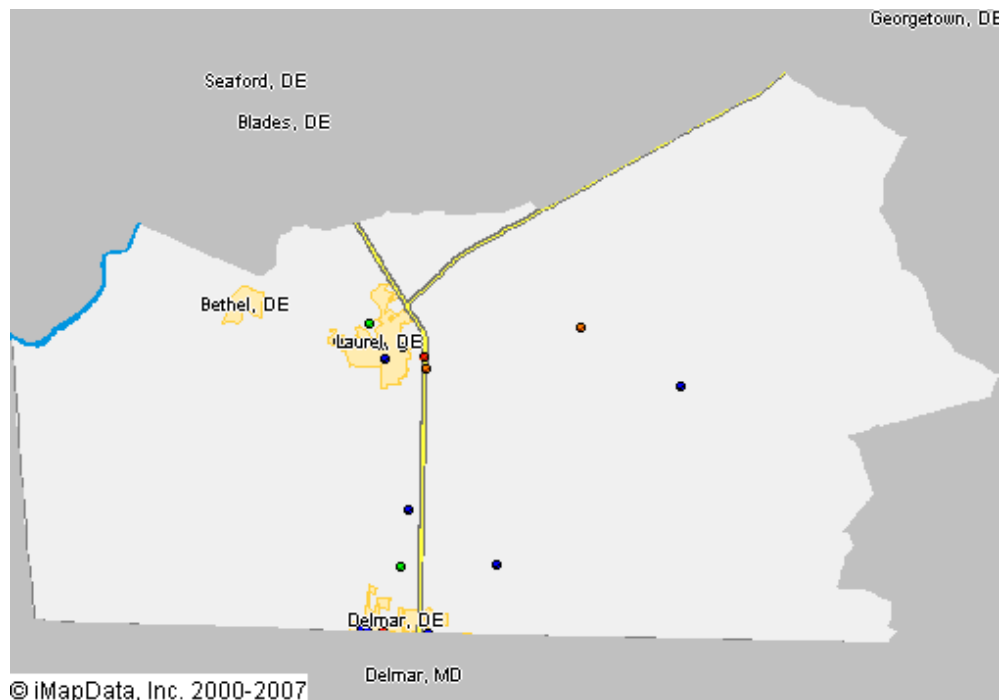 Georgetown, DE
Seaford, DE
Blades, DE
Bethel, DE
Laurel, DE
Delmar, DE
Delmar, MD
© iMapData, Inc. 2000-2007